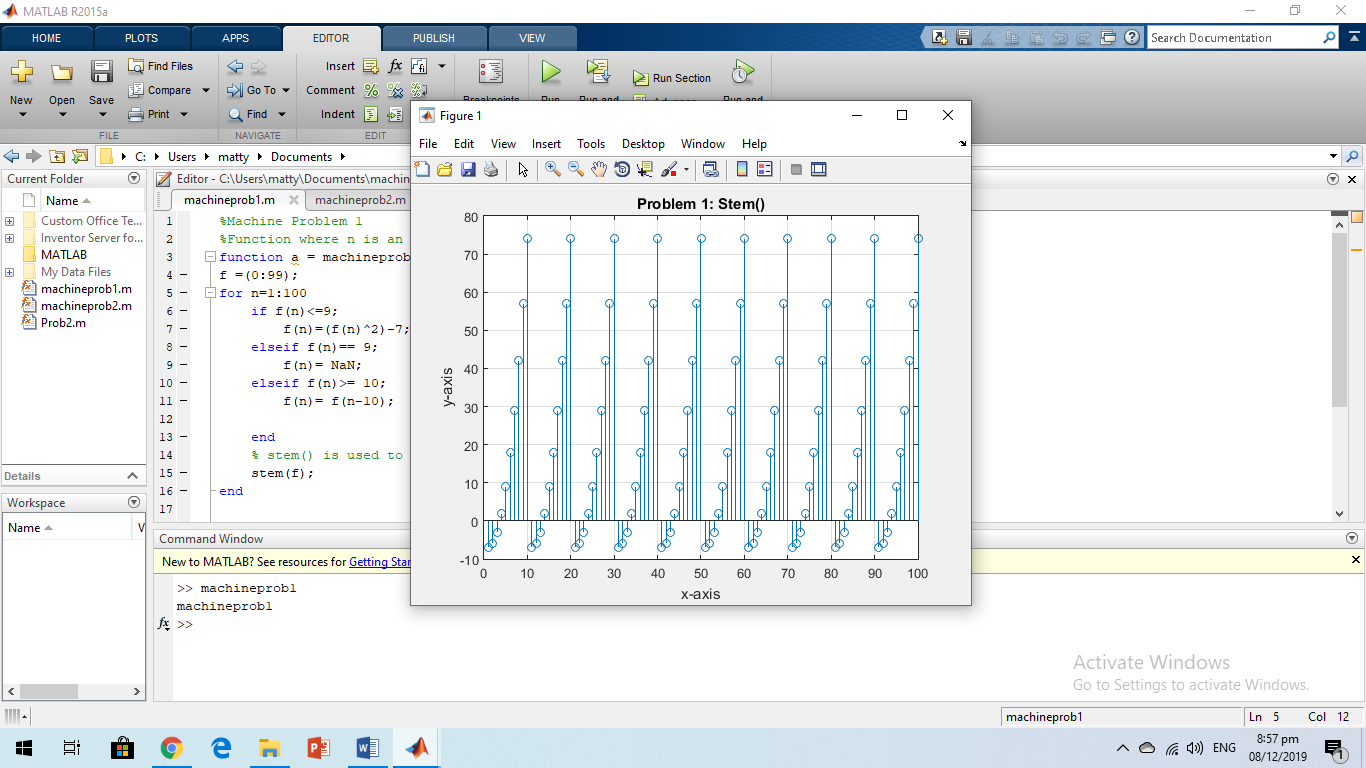 MATLAB R2015a
HOME PLOTS APPS EDITOR PUBLISH VIEW
Search Documentation
New Open Save Find Files Compare Print
Go To Find
Insert fx
Comment
Indent
Breakpoints Run Run and Run Section Run and
FILE NAVIGATE EDIT
C: Users matty Documents
Current Folder
Name
Custom Office Te...
Inventor Server fo...
MATLAB
My Data Files
machineprob1.m
machineprob2.m
Prob2.m
Details
Workspace
Name V
Editor - C:\Users\matty\Documents\machin
machineprob1.m machineprob2.m
1 %Machine Problem 1
2 %Function where n is an
3 function a = machineprob
4 f =(0:99);
5 for n=1:100
6 if f(n)<=9;
7 f(n)=(f(n)^2)-7;
8 elseif f(n)== 9;
9 f(n)= NaN;
10 elseif f(n)>= 10;
11 f(n)= f(n-10);
12
13 end
14 % stem() is used to
15 stem(f);
16 end
17
Command Window
New to MATLAB? See resources for Getting Star
>> machineprob1
machineprob1
fx >>
Figure 1
File Edit View Insert Tools Desktop Window Help
Problem 1: Stem()
80
70
60
50
40
30
20
10
0
-10
y-axis
0 10 20 30 40 50 60 70 80 90 100
x-axis
Activate Windows
Go to Settings to activate Windows.
machineprob1 Ln 5 Col 12
ENG
8:57 pm
08/12/2019
1